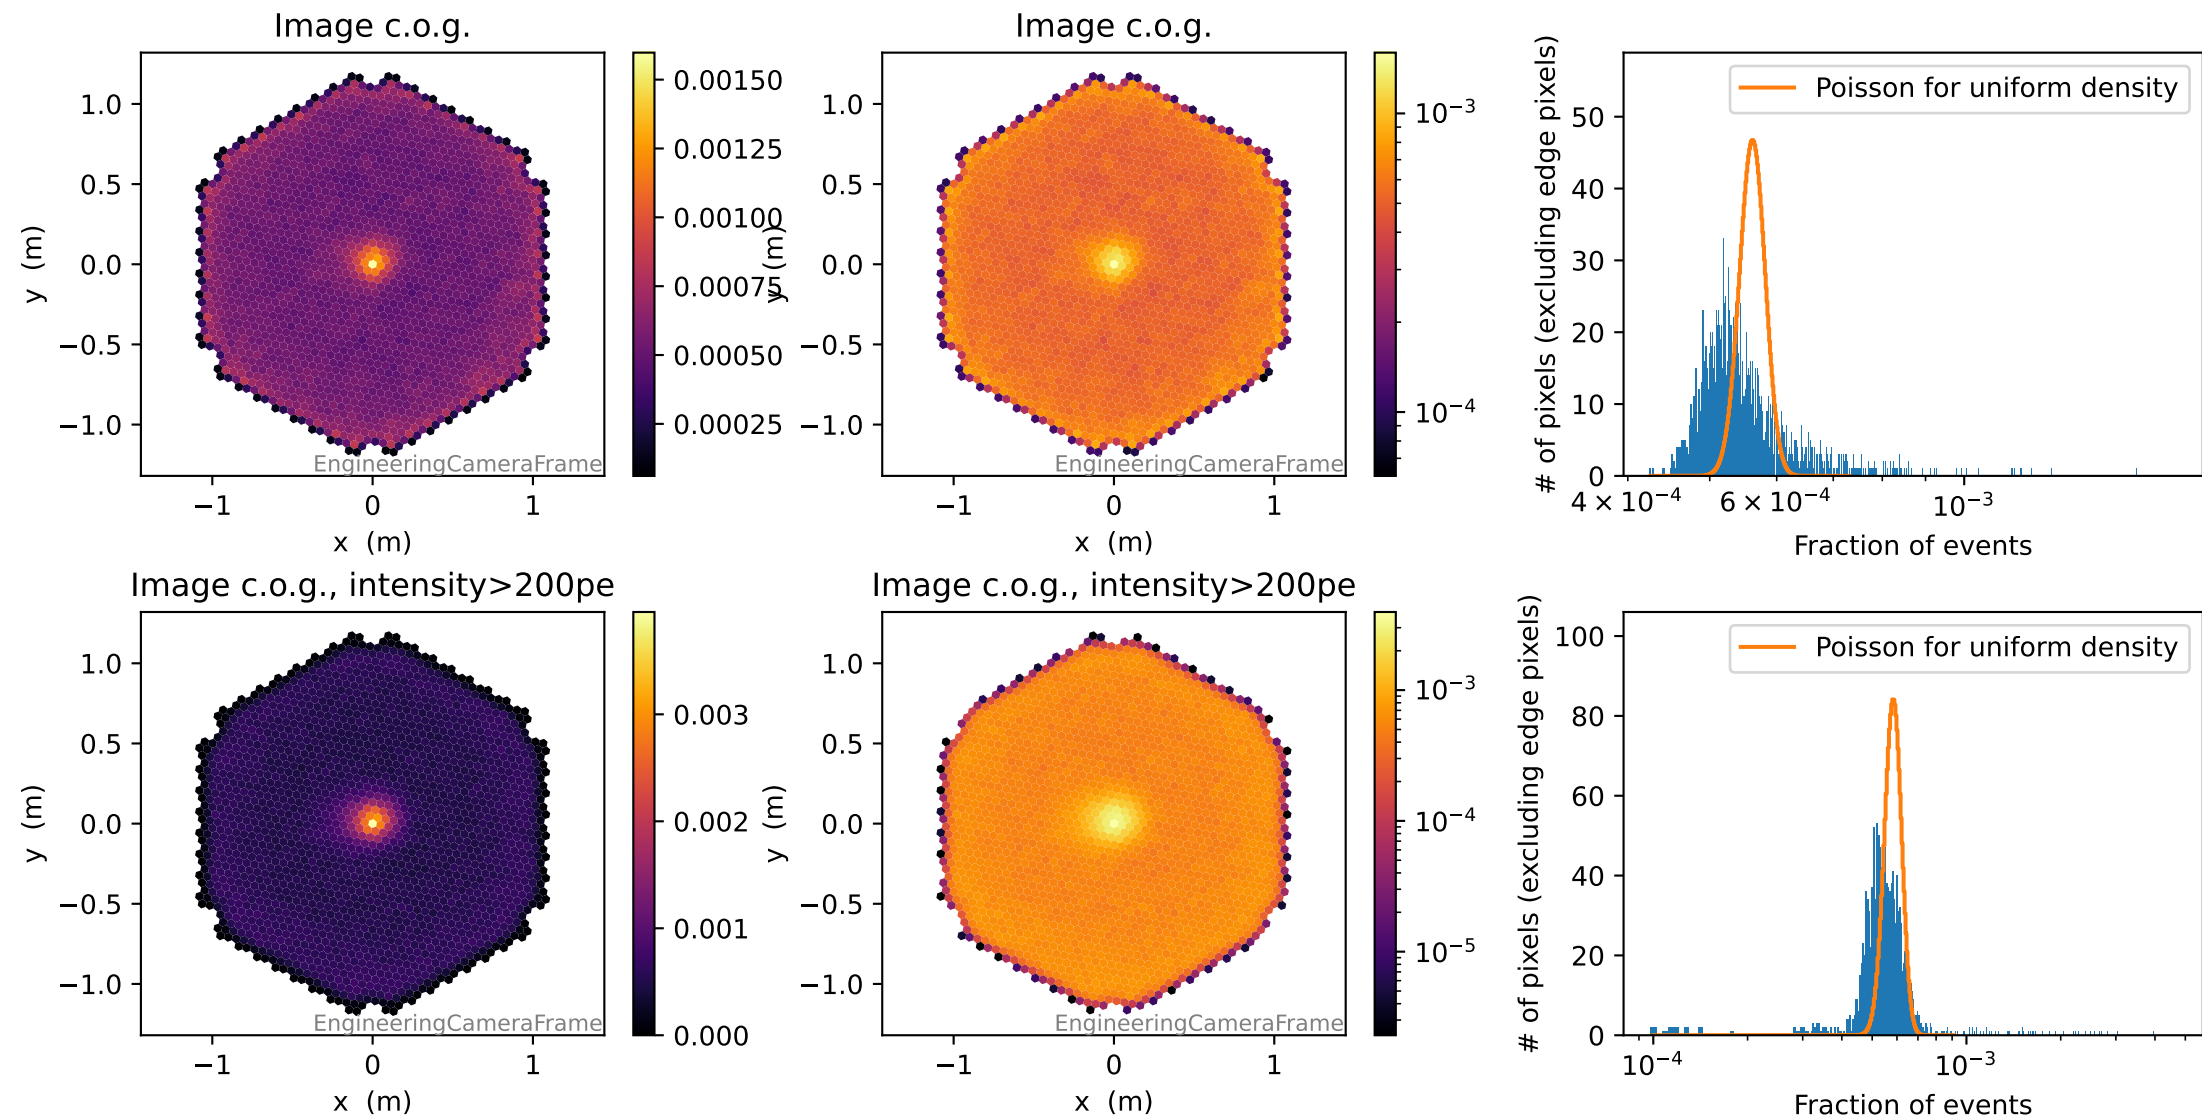 Image c.o.g.
y (m)
1.0
0.5
0.0
−0.5
−1.0
EngineeringCameraFrame
−1 0 1
x (m)
0.00150
0.00125
0.00100
0.00075
0.00050
0.00025
Image c.o.g.
y (m)
1.0
0.5
0.0
−0.5
−1.0
EngineeringCameraFrame
−1 0 1
x (m)
10⁻³
10⁻⁴
# of pixels (excluding edge pixels)
50
40
30
20
10
0
Poisson for uniform density
4 × 10⁻⁴ 6 × 10⁻⁴ 10⁻³
Fraction of events
Image c.o.g., intensity>200pe
y (m)
1.0
0.5
0.0
−0.5
−1.0
EngineeringCameraFrame
−1 0 1
x (m)
0.003
0.002
0.001
0.000
Image c.o.g., intensity>200pe
y (m)
1.0
0.5
0.0
−0.5
−1.0
EngineeringCameraFrame
−1 0 1
x (m)
10⁻³
10⁻⁴
10⁻⁵
# of pixels (excluding edge pixels)
100
80
60
40
20
0
Poisson for uniform density
10⁻⁴ 10⁻³
Fraction of events